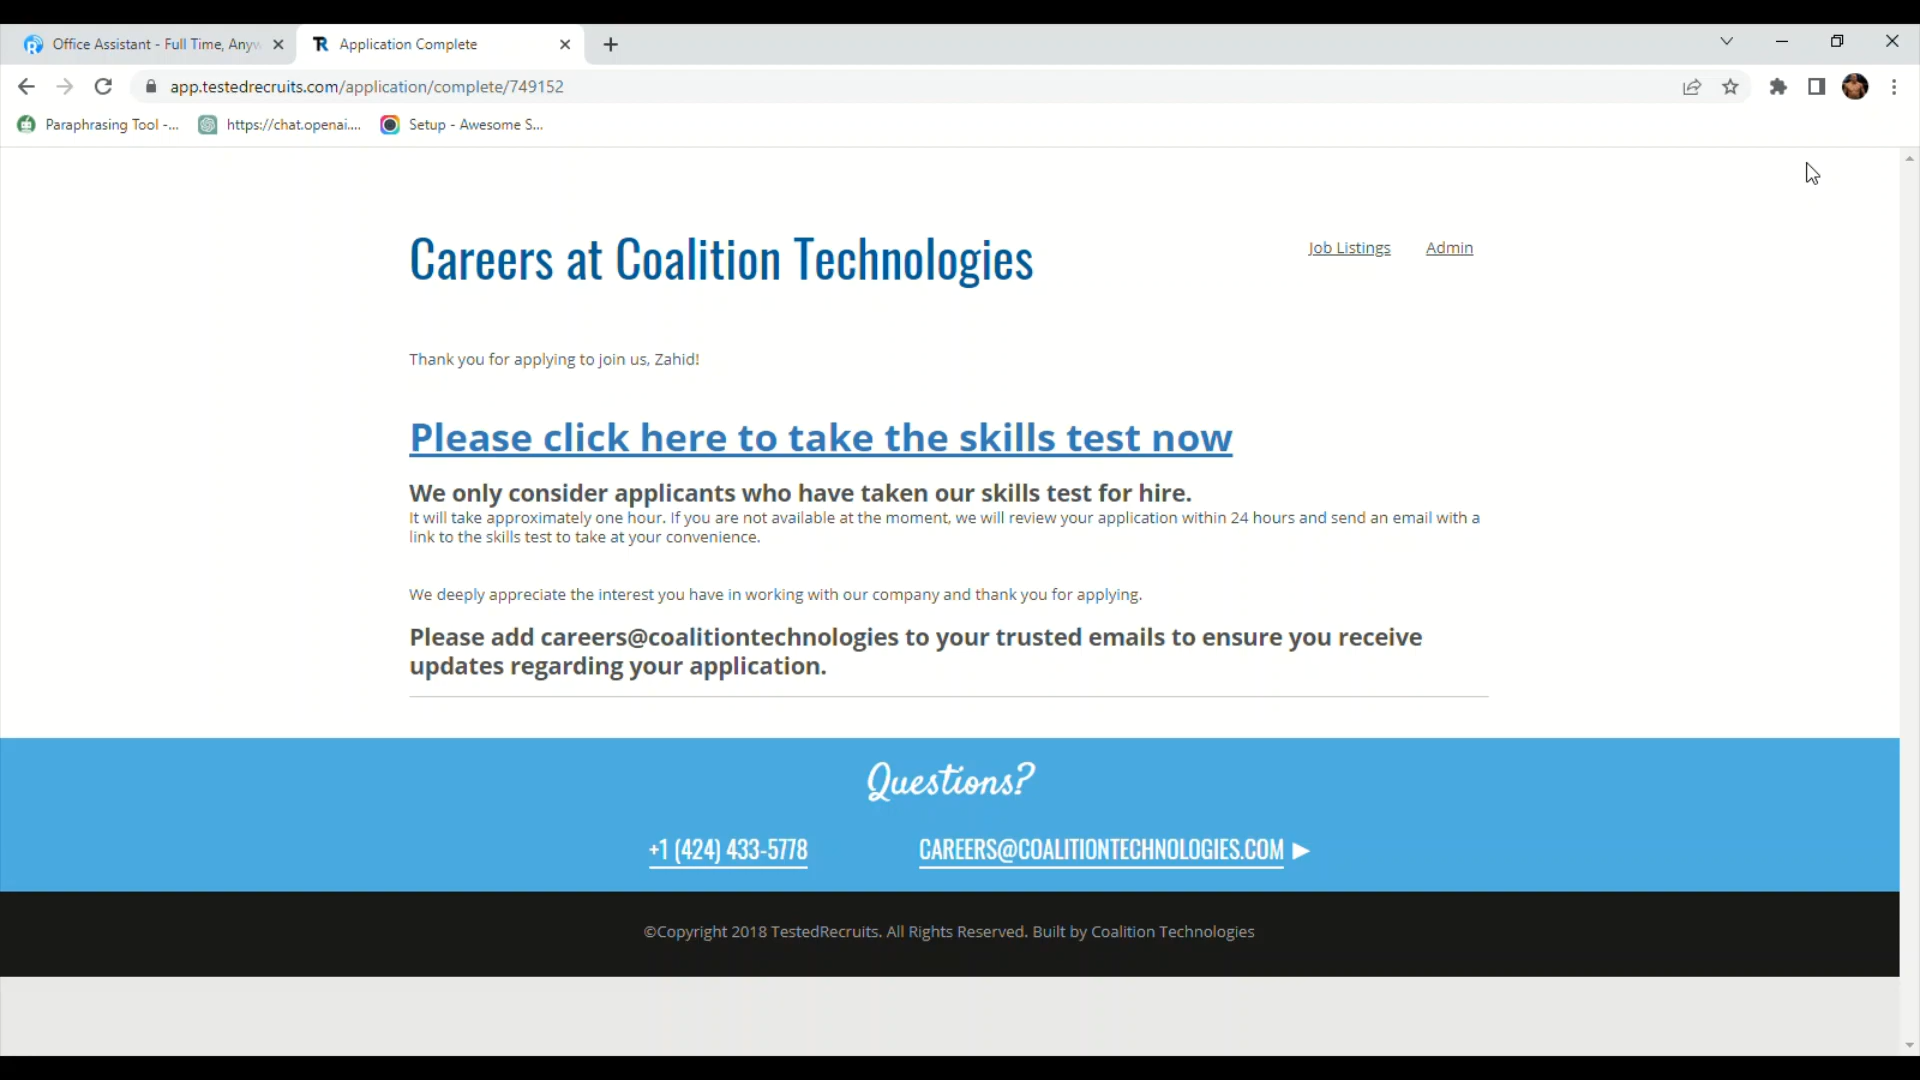 Office Assistant - Full Time, Anyw
Application Complete
app.testedrecruits.com/application/complete/749152
Paraphrasing Tool -...
https://chat.openai....
Setup - Awesome S...
Careers at Coalition Technologies
Job Listings
Admin
Thank you for applying to join us, Zahid!
Please click here to take the skills test now
We only consider applicants who have taken our skills test for hire.
It will take approximately one hour. If you are not available at the moment, we will review your application within 24 hours and send an email with a
link to the skills test to take at your convenience.
We deeply appreciate the interest you have in working with our company and thank you for applying.
Please add careers@coalitiontechnologies to your trusted emails to ensure you receive
updates regarding your application.
Questions?
+1 (424) 433-5778
CAREERS@COALITIONTECHNOLOGIES.COM
©Copyright 2018 TestedRecruits. All Rights Reserved. Built by Coalition Technologies